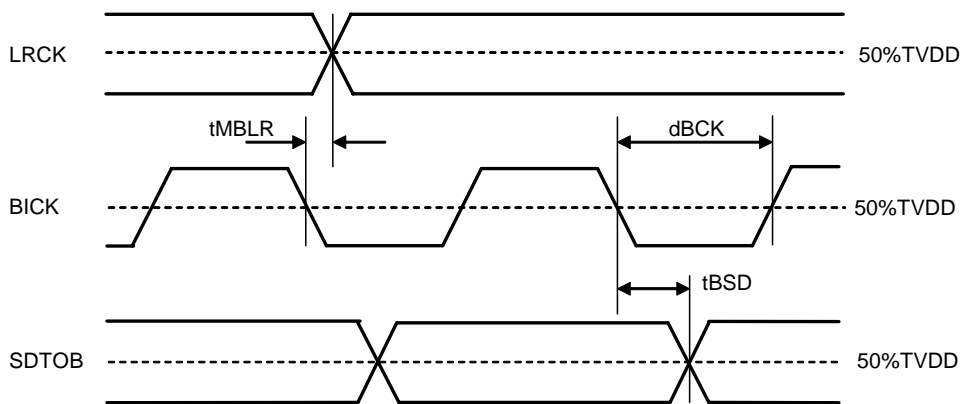 LRCK
50%TVDD
tMBLR
dBCK
BICK
50%TVDD
tBSD
SDTOB
50%TVDD